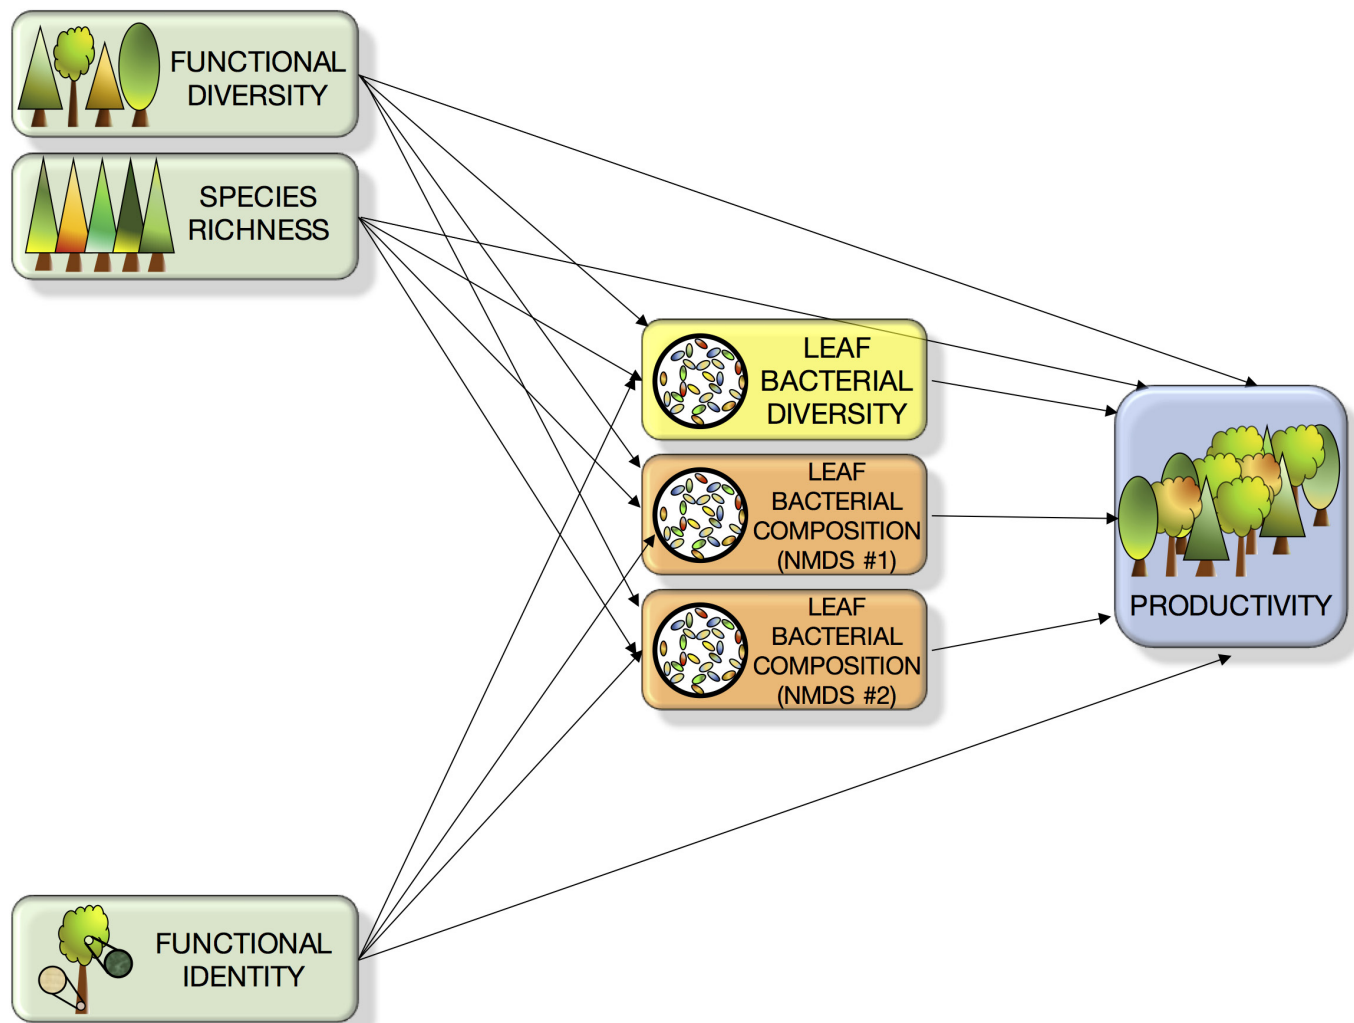 FUNCTIONAL
DIVERSITY
SPECIES
RICHNESS
LEAF
BACTERIAL
DIVERSITY
LEAF
BACTERIAL
COMPOSITION
(NMDS #1)
LEAF
BACTERIAL
COMPOSITION
(NMDS #2)
PRODUCTIVITY
FUNCTIONAL
IDENTITY